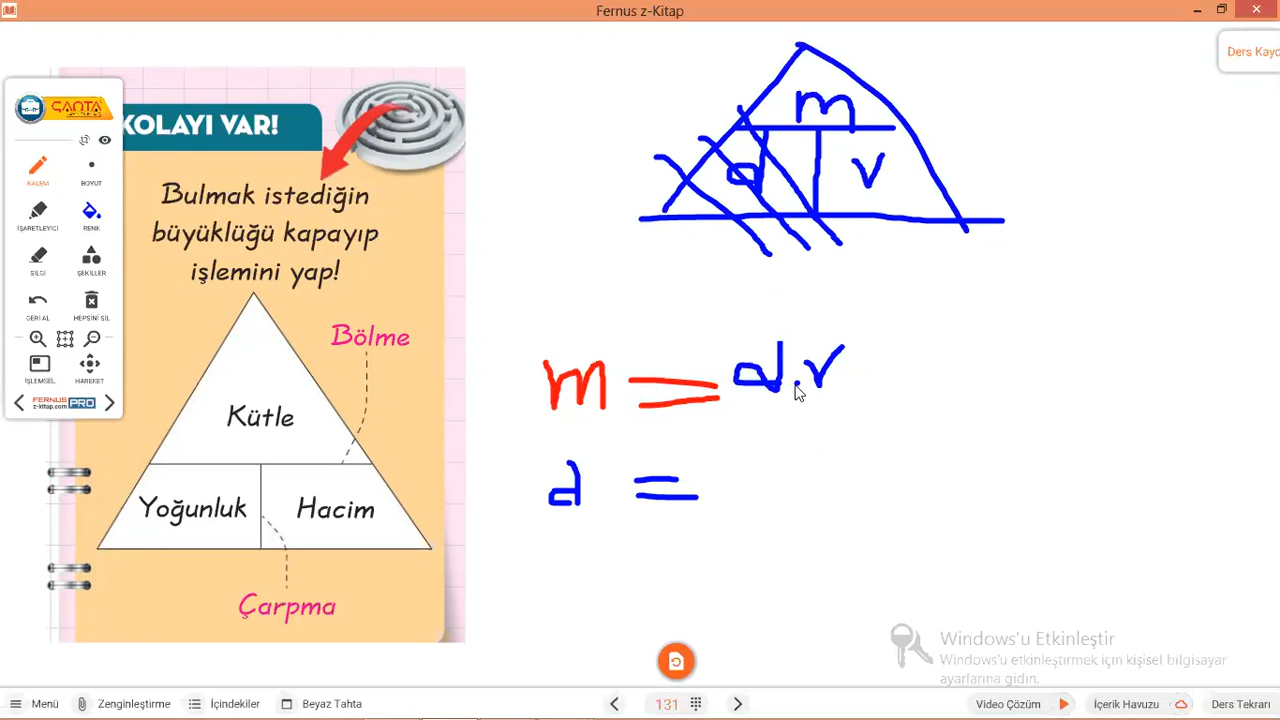 Fernus z-Kitap
Ders Kayd
ÇANTA
KOLAYI VAR!
KALEM
BOYUT
İŞARETLEYİCİ
RENK
SİLGİ
ŞEKİLLER
GERİ AL
HEPSİNİ SİL
İŞLEMSEL
HAREKET
FERNUS PRO
z-kitap.com
Bulmak istediğin
büyüklüğü kapayıp
işlemini yap!
Bölme
Kütle
Yoğunluk
Hacim
Çarpma
m
d
v
m = d.v
d =
Windows'u Etkinleştir
Windows'u etkinleştirmek için kişisel bilgisayar
ayarlarına gidin.
Menü
Zenginleştirme
İçindekiler
Beyaz Tahta
131
Video Çözüm
İçerik Havuzu
Ders Tekrarı